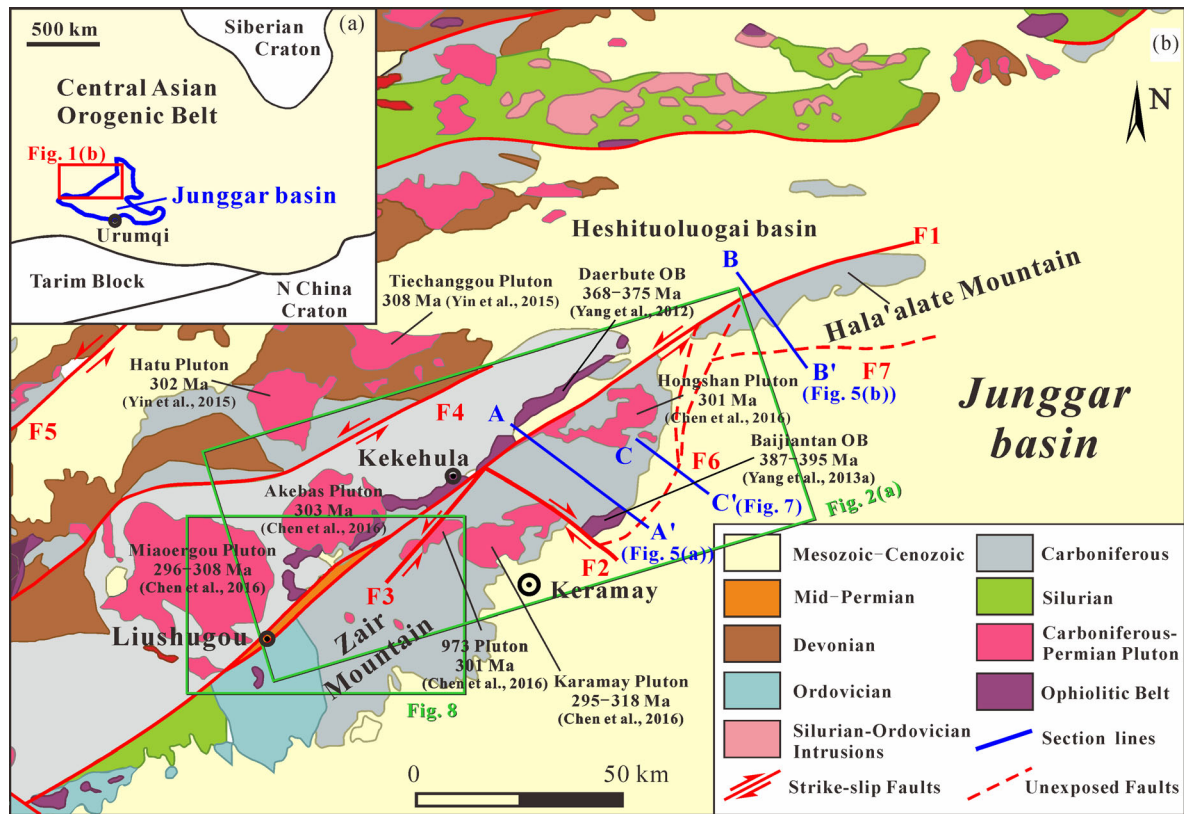 500 km
(a)
Siberian
Craton
Central Asian
Orogenic Belt
Fig. 1(b)
Junggar basin
Urumqi
Tarim Block
N China
Craton
(b)
N
Heshituoluogai basin
F1
Hala'alate Mountain
B
B'
(Fig. 5(b))
F7
Tiechanggou Pluton
308 Ma (Yin et al., 2015)
Daerbute OB
368−375 Ma
(Yang et al., 2012)
Hatu Pluton
302 Ma
(Yin et al., 2015)
F4
F5
Hongshan Pluton
301 Ma
(Chen et al., 2016)
Junggar
basin
A
C
F6
Baijiantan OB
387−395 Ma
(Yang et al., 2013a)
Kekehula
C' (Fig. 7)
Fig. 2(a)
Akebas Pluton
303 Ma
(Chen et al., 2016)
A'
(Fig. 5(a))
F2
Miaoergou Pluton
296−308 Ma
(Chen et al., 2016)
F3
Keramay
Liushugou
Zair
Mountain
973 Pluton
301 Ma
(Chen et al., 2016)
Karamay Pluton
295−318 Ma
(Chen et al., 2016)
Fig. 8
0
50 km
Mesozoic−Cenozoic
Carboniferous
Mid−Permian
Silurian
Devonian
Carboniferous-
Permian Pluton
Ordovician
Ophiolitic Belt
Silurian-Ordovician
Intrusions
Section lines
Strike-slip Faults
Unexposed Faults